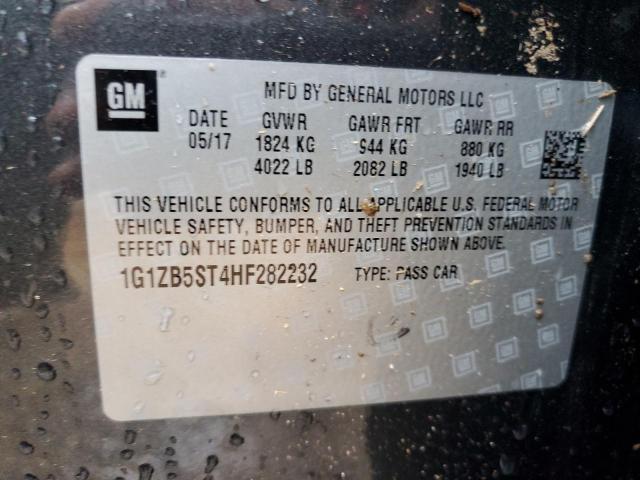 GM
MFD BY GENERAL MOTORS LLC
DATE GVWR GAWR FRT GAWR RR
05/17 1824 KG 944 KG 880 KG
4022 LB 2082 LB 1940 LB
THIS VEHICLE CONFORMS TO ALL APPLICABLE U.S. FEDERAL MOTOR
VEHICLE SAFETY, BUMPER, AND THEFT PREVENTION STANDARDS IN
EFFECT ON THE DATE OF MANUFACTURE SHOWN ABOVE.
1G1ZB5ST4HF282232 TYPE: PASS CAR